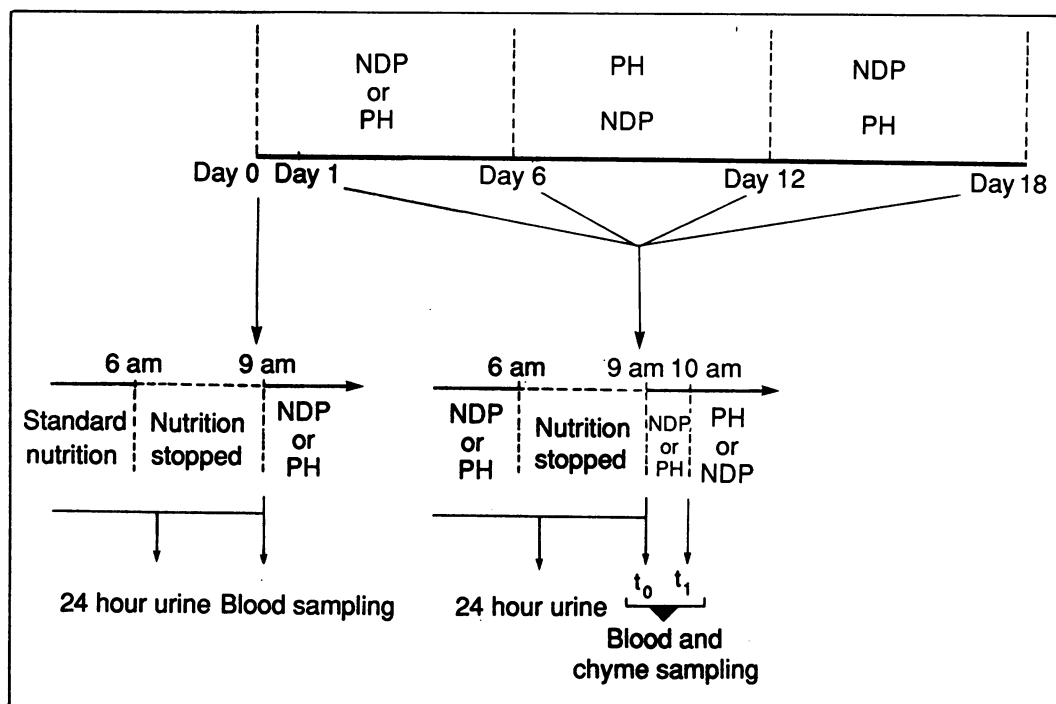 NDP
or
PH
PH
NDP
NDP
PH
Day 0 Day 1 Day 6 Day 12 Day 18
6 am 9 am
Standard
nutrition
Nutrition
stopped
NDP
or
PH
24 hour urine Blood sampling
6 am 9 am 10 am
NDP
or
PH
Nutrition
stopped
NDP
or
PH
PH
or
NDP
t0 t1
24 hour urine
Blood and
chyme sampling